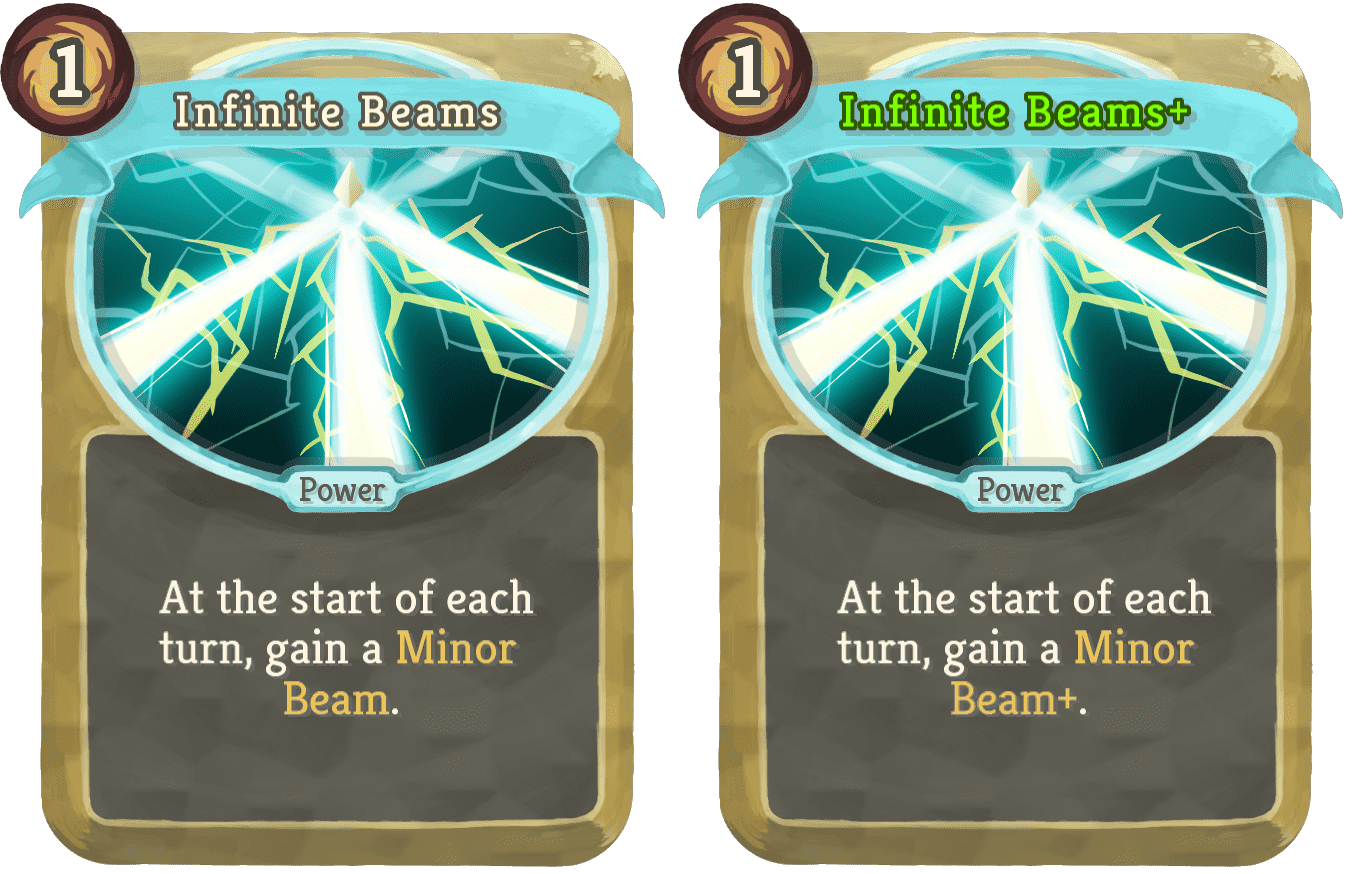 1
Infinite Beams
Power
At the start of each
turn, gain a Minor
Beam.
1
Infinite Beams+
Power
At the start of each
turn, gain a Minor
Beam+.